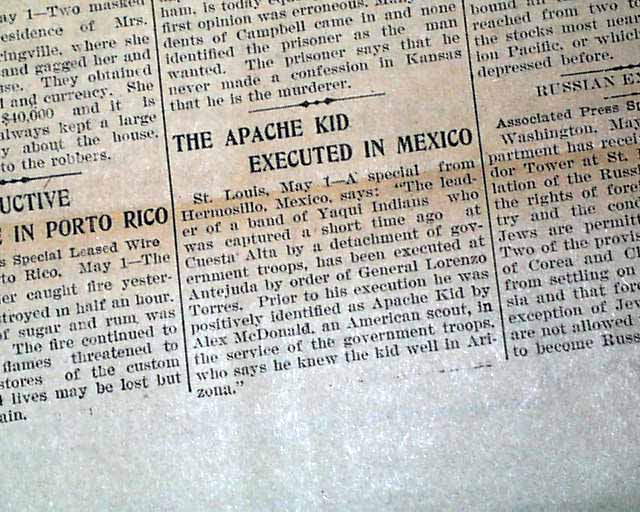 ay 1—Two masked
esidence of Mrs.
ringville, where she
and gagged her and
use. They obtained
l and currency. She
$40,000 and it is
always kept a large
y about the house.
to the robbers.
UCTIVE
E IN PORTO RICO
s Special Leased Wire
to Rico, May 1—The
er caught fire yester-
stroyed in half an hour.
of sugar and rum was
The fire continued to
flames threatened to
stores of the custom
lives may be lost but
ain.
ham, is today
first opinion was erroneous.
dents of Campbell came in and none
identified the prisoner as the man
wanted. The prisoner says that he
never made a confession in Kansas
that he is the murderer.
THE APACHE KID
EXECUTED IN MEXICO
St. Louis, May 1—A special from
Hermosillo, Mexico, says: "The lead-
er of a band of Yaqui Indians who
was captured a short time ago at
Cuesta Alta by a detachment of gov-
ernment troops, has been executed at
Antejuda by order of General Lorenzo
Torres. Prior to his execution he was
positively identified as Apache Kid by
Alex McDonald, an American scout, in
the service of the government troops,
who says he knew the kid well in Ari-
zona."
bound
reached from two
the stocks most nea
ion Pacific, or which
depressed before.
RUSSIAN E
Associated Press S
Washington, May
partment has recei
dor Tower at St.
lation of the Russi
the rights of forei
try and the cond
Jews are permit
Two of the provis
of Corea and Ch
from settling on
sia and that fore
exception of Je
are not allowed
to become Russ